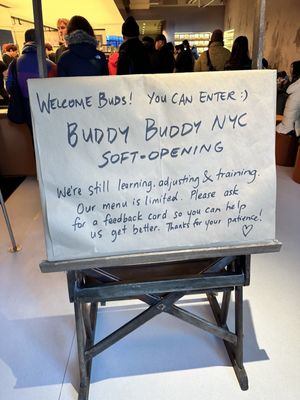 WELCOME BUDS! YOU CAN ENTER :)
BUDDY BUDDY NYC
SOFT-OPENING
We're still learning, adjusting & training.
Our menu is limited. Please ask
for a feedback card so you can help
us get better. Thanks for your patience!
♡